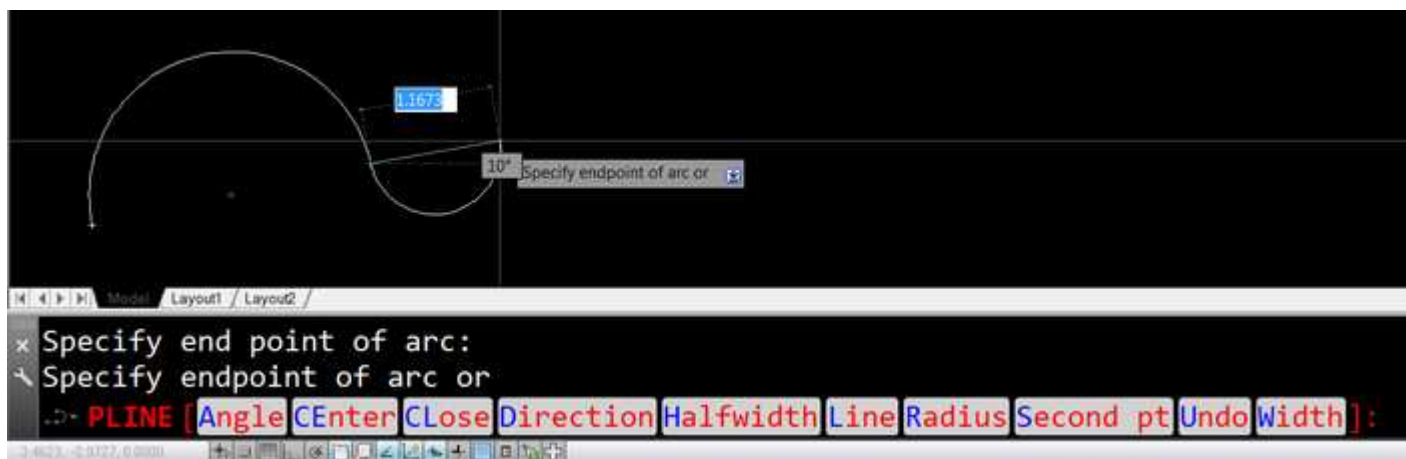 1.1673
10°
Specify endpoint of arc or
Model Layout1 Layout2
Specify end point of arc:
Specify endpoint of arc or
PLINE [Angle CEnter CLose Direction Halfwidth Line Radius Second pt Undo Width]: